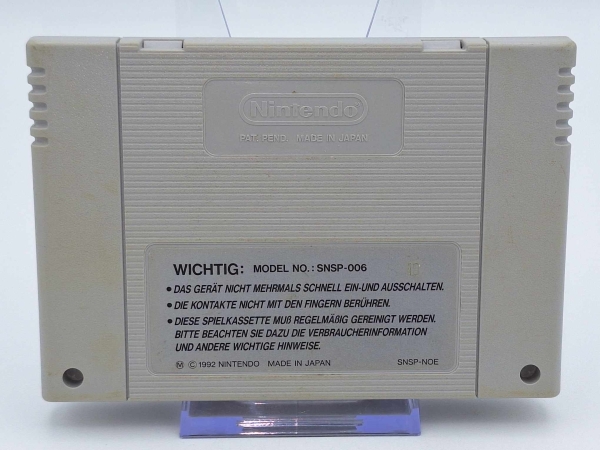 Nintendo
PAT. PEND. MADE IN JAPAN
WICHTIG: MODEL NO.: SNSP-006
• DAS GERÄT NICHT MEHRMALS SCHNELL EIN-UND AUSSCHALTEN.
• DIE KONTAKTE NICHT MIT DEN FINGERN BERÜHREN.
• DIESE SPIELKASSETTE MUß REGELMÄßIG GEREINIGT WERDEN.
BITTE BEACHTEN SIE DAZU DIE VERBRAUCHERINFORMATION
UND ANDERE WICHTIGE HINWEISE.
Ⓜ © 1992 NINTENDO MADE IN JAPAN SNSP-NOE